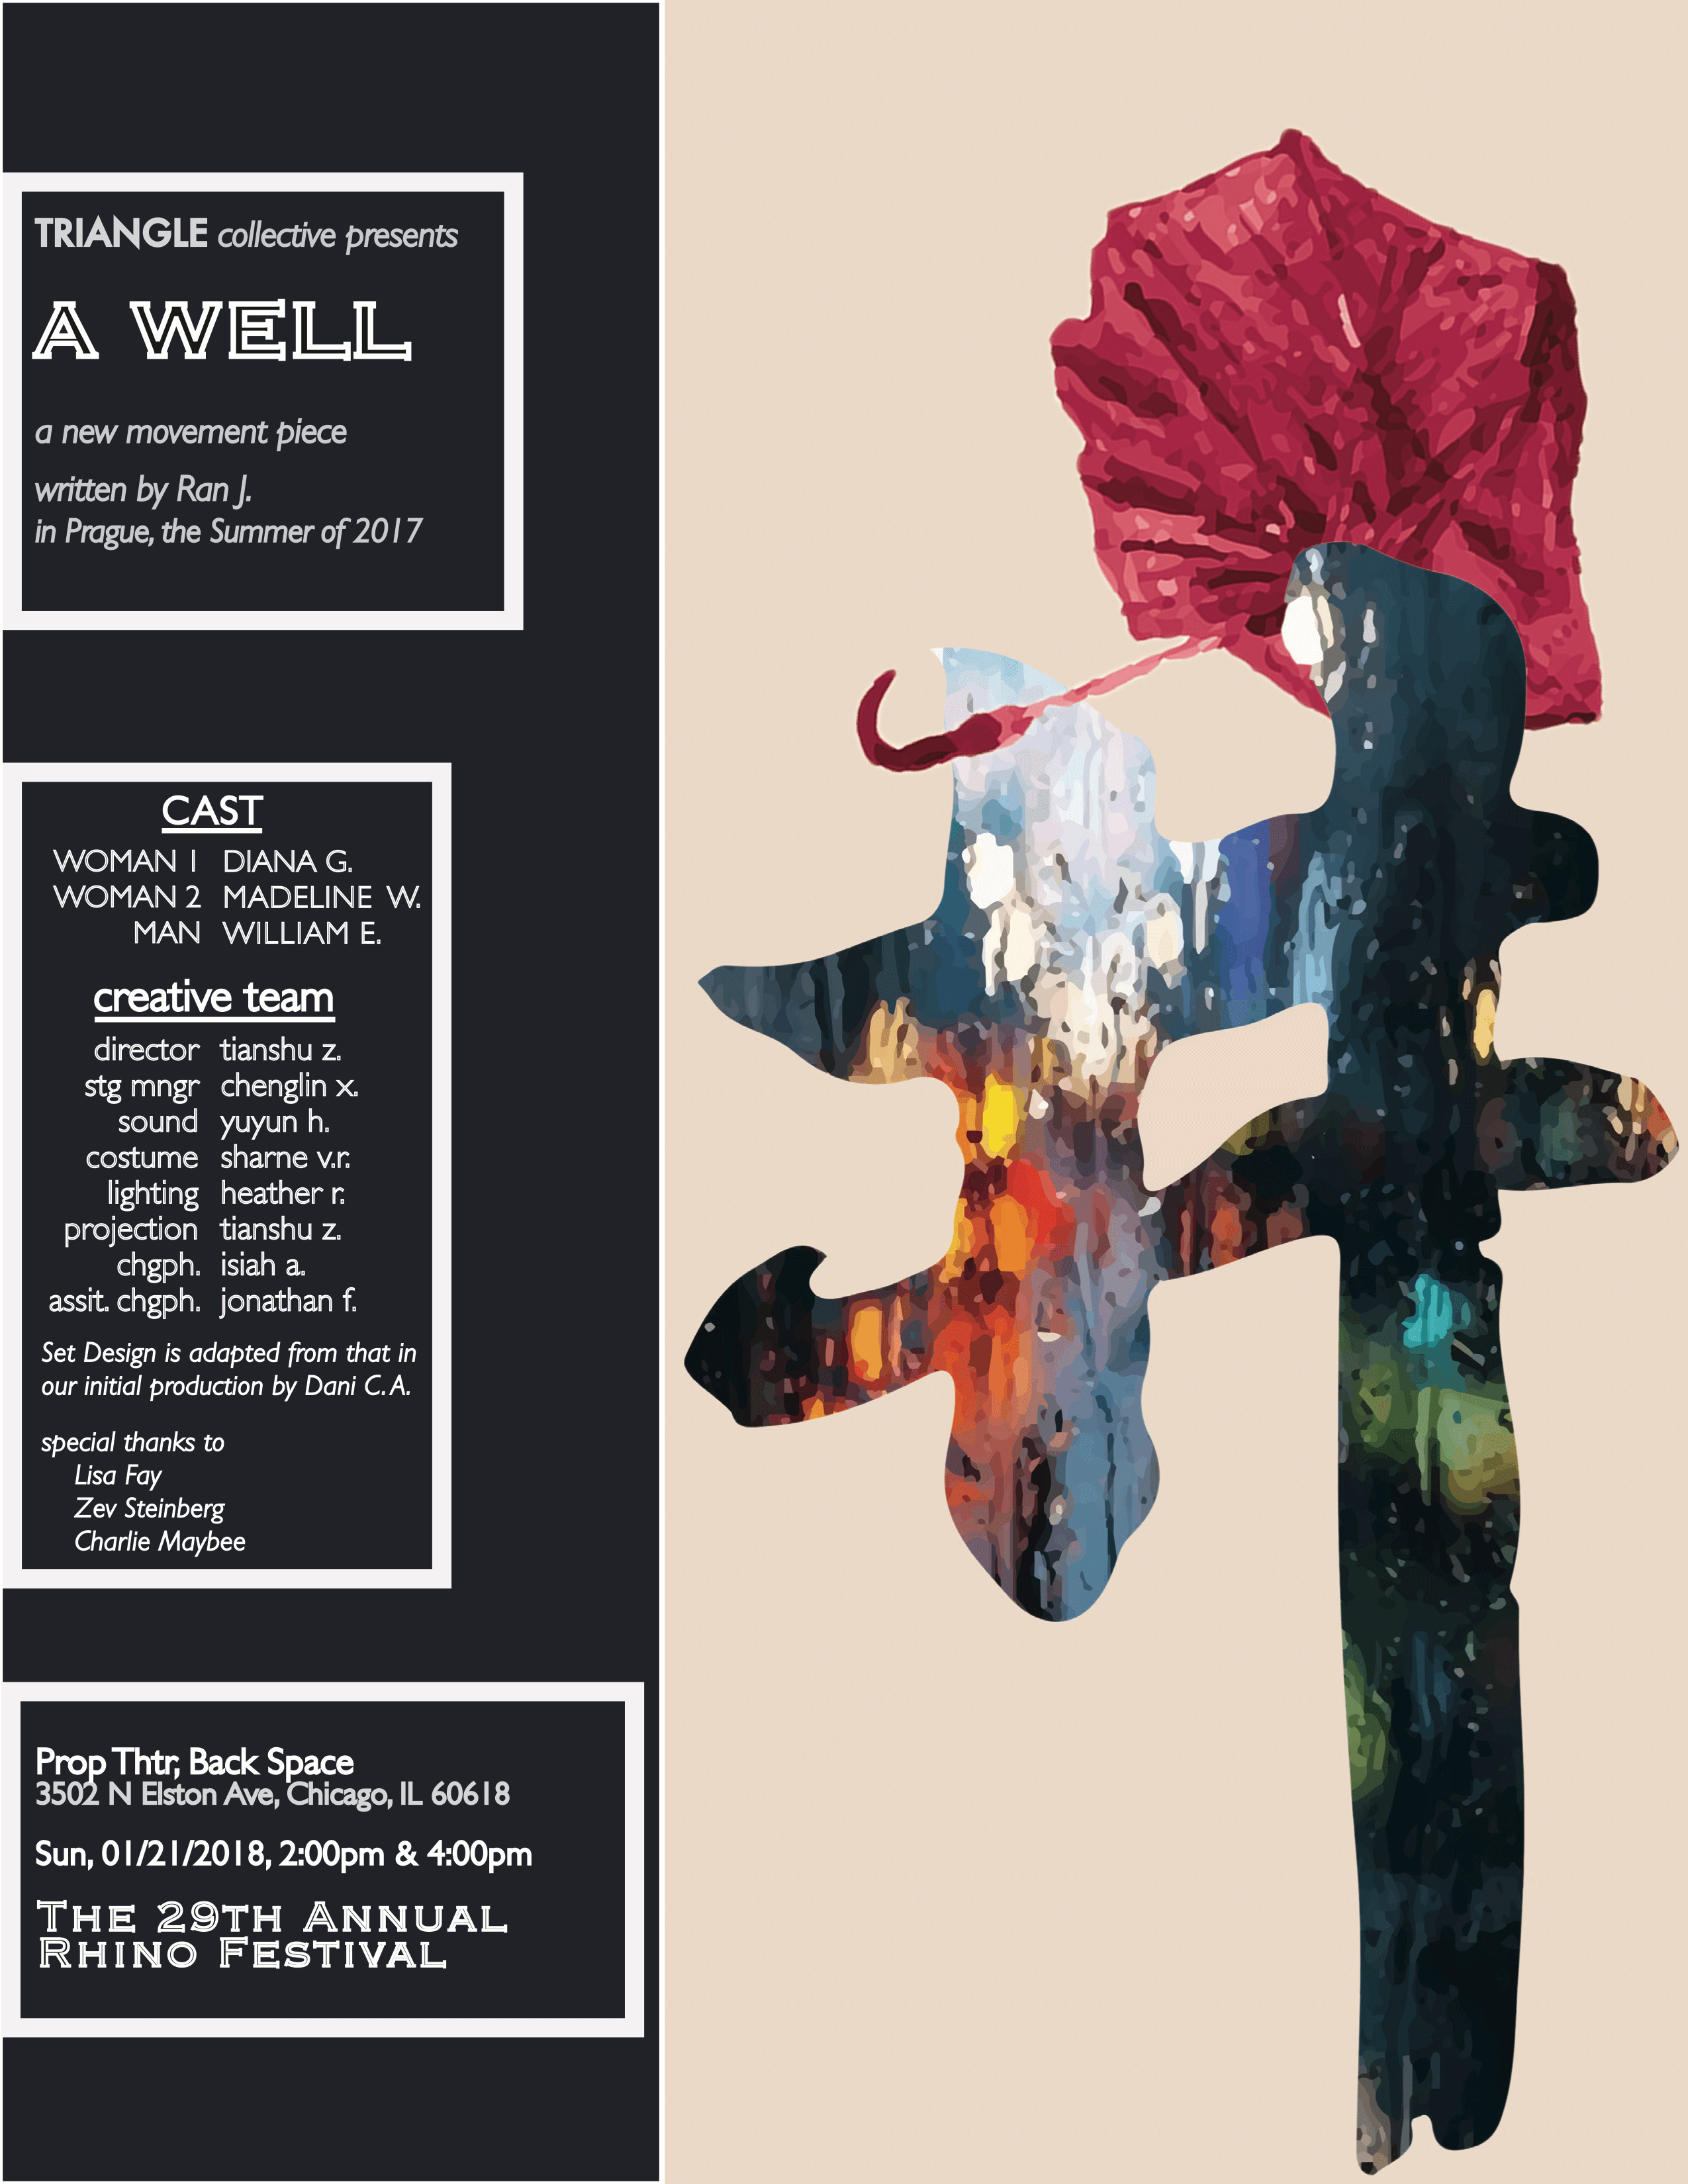 TRIANGLE collective presents
A WELL
a new movement piece
written by Ran J.
in Prague, the Summer of 2017
CAST
WOMAN 1 DIANA G.
WOMAN 2 MADELINE W.
MAN WILLIAM E.
creative team
director tianshu z.
stg mngr chenglin x.
sound yuyun h.
costume sharne v.r.
lighting heather r.
projection tianshu z.
chgph. isiah a.
assit. chgph. jonathan f.
Set Design is adapted from that in
our initial production by Dani C. A.
special thanks to
Lisa Fay
Zev Steinberg
Charlie Maybee
Prop Thtr, Back Space
3502 N Elston Ave, Chicago, IL 60618
Sun, 01/21/2018, 2:00pm & 4:00pm
THE 29TH ANNUAL
RHINO FESTIVAL
井